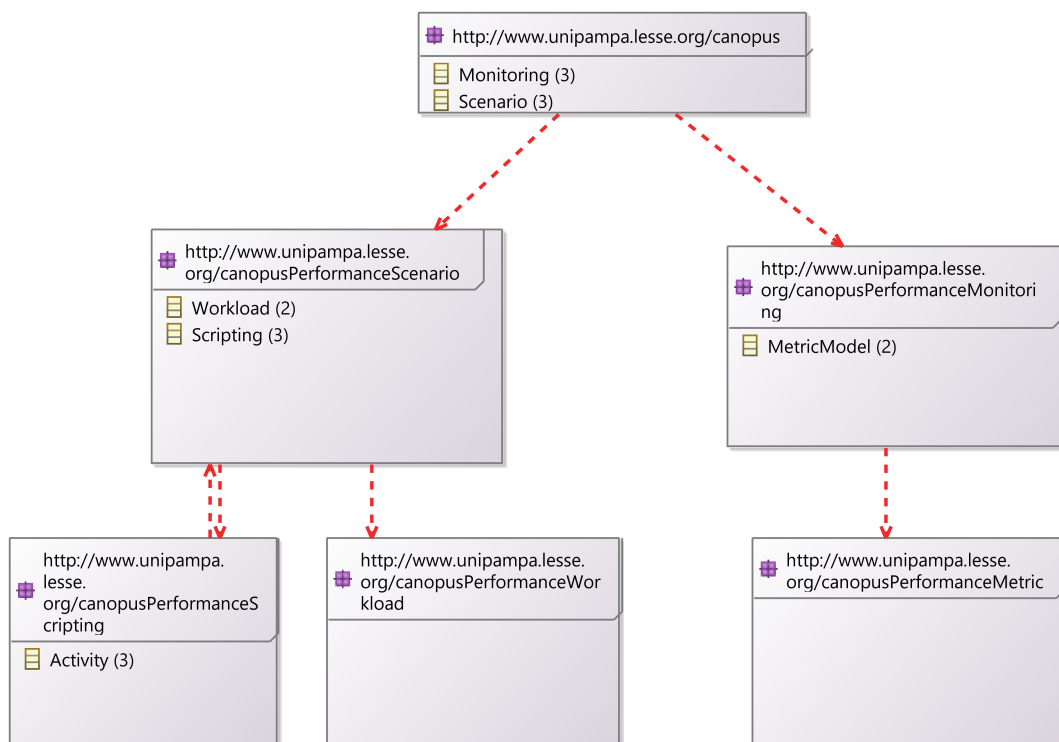 http://www.unipampa.lesse.org/canopus
Monitoring (3)
Scenario (3)
http://www.unipampa.lesse.
org/canopusPerformanceScenario
Workload (2)
Scripting (3)
http://www.unipampa.lesse.
org/canopusPerformanceMonitori
ng
MetricModel (2)
http://www.unipampa.
lesse.
org/canopusPerformanceS
cripting
Activity (3)
http://www.unipampa.lesse.
org/canopusPerformanceWor
kload
http://www.unipampa.lesse.
org/canopusPerformanceMetric